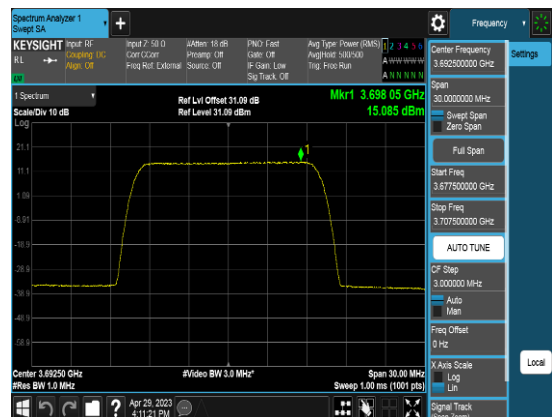 Spectrum Analyzer 1
Swept SA
+
Frequency
KEYSIGHT
Input: RF
Coupling: DC
Align: Off
Input Z: 50 Ω
Corr CCorr
Freq Ref: External
#Atten: 18 dB
Preamp: Off
Source: Off
PNO: Fast
Gate: Off
IF Gain: Low
Sig Track: Off
Avg Type: Power (RMS)
Avg|Hold: 500/500
Trig: Free Run
1 2 3 4 5 6
A W W W W W
A N N N N N
RL
1 Spectrum
Scale/Div 10 dB
Log
Ref Lvl Offset 31.09 dB
Ref Level 31.09 dBm
Mkr1 3.698 05 GHz
15.085 dBm
1
21.1
11.1
1.09
-8.91
-18.9
-28.9
-38.9
-48.9
-58.9
Center 3.69250 GHz
#Res BW 1.0 MHz
#Video BW 3.0 MHz*
Span 30.00 MHz
Sweep 1.00 ms (1001 pts)
?
Apr 29, 2023
4:11:21 PM
Center Frequency
3.692500000 GHz
Span
30.0000000 MHz
Swept Span
Zero Span
Full Span
Start Freq
3.677500000 GHz
Stop Freq
3.707500000 GHz
AUTO TUNE
CF Step
3.000000 MHz
Auto
Man
Freq Offset
0 Hz
X Axis Scale
Log
Lin
Signal Track
(Span Zoom)
Settings
Local